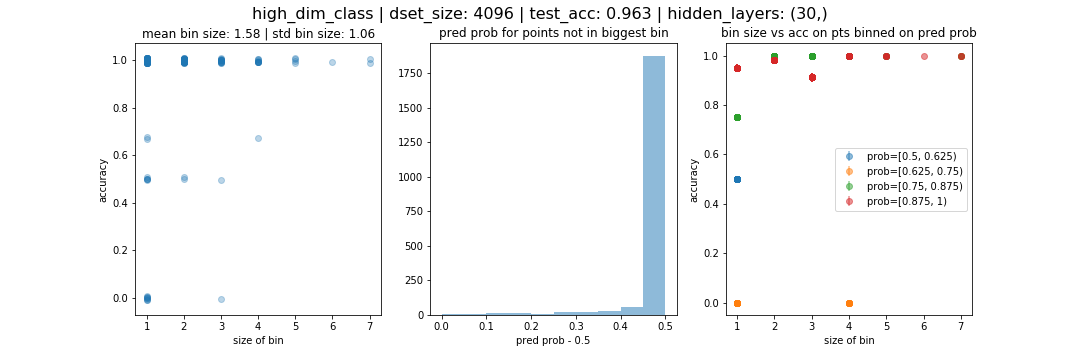 high_dim_class | dset_size: 4096 | test_acc: 0.963 | hidden_layers: (30,)
mean bin size: 1.58 | std bin size: 1.06
accuracy
1.0
0.8
0.6
0.4
0.2
0.0
1 2 3 4 5 6 7
size of bin
pred prob for points not in biggest bin
1750
1500
1250
1000
750
500
250
0
0.0 0.1 0.2 0.3 0.4 0.5
pred prob - 0.5
bin size vs acc on pts binned on pred prob
accuracy
1.0
0.8
0.6
0.4
0.2
0.0
prob=[0.5, 0.625)
prob=[0.625, 0.75)
prob=[0.75, 0.875)
prob=[0.875, 1)
1 2 3 4 5 6 7
size of bin